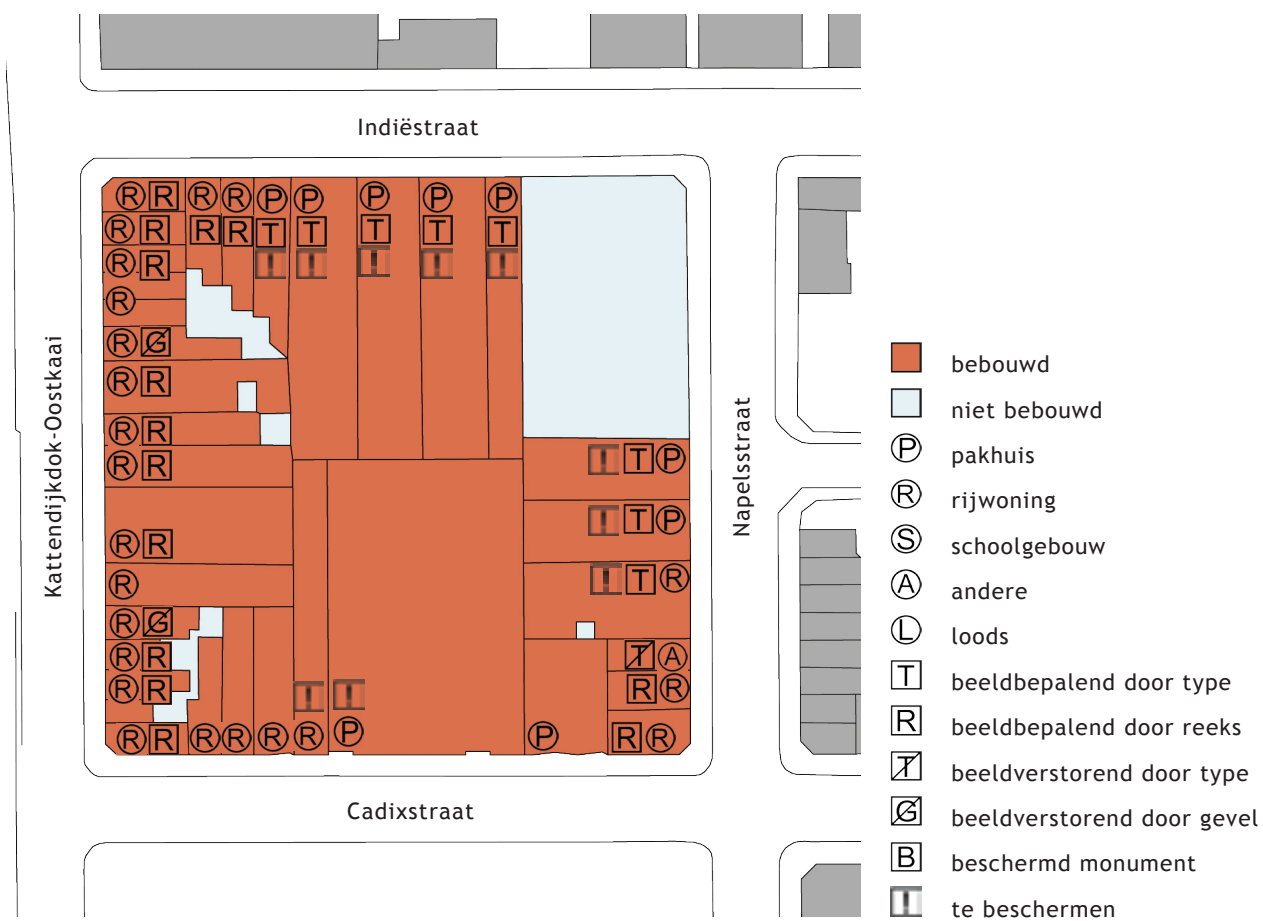 Indiëstraat
R R R R P P P P P
R R R R T T T T T
R R
R
R G
R R
R R
R R
R R
R
R G
R R
R R
R R R R R R P P R R
T P
T P
T R
T A
R R
Kattendijkdok-Oostkaai
Napelsstraat
Cadixstraat
bebouwd
niet bebouwd
P pakhuis
R rijwoning
S schoolgebouw
A andere
L loods
T beeldbepalend door type
R beeldbepalend door reeks
T beeldverstorend door type
G beeldverstorend door gevel
B beschermd monument
! te beschermen